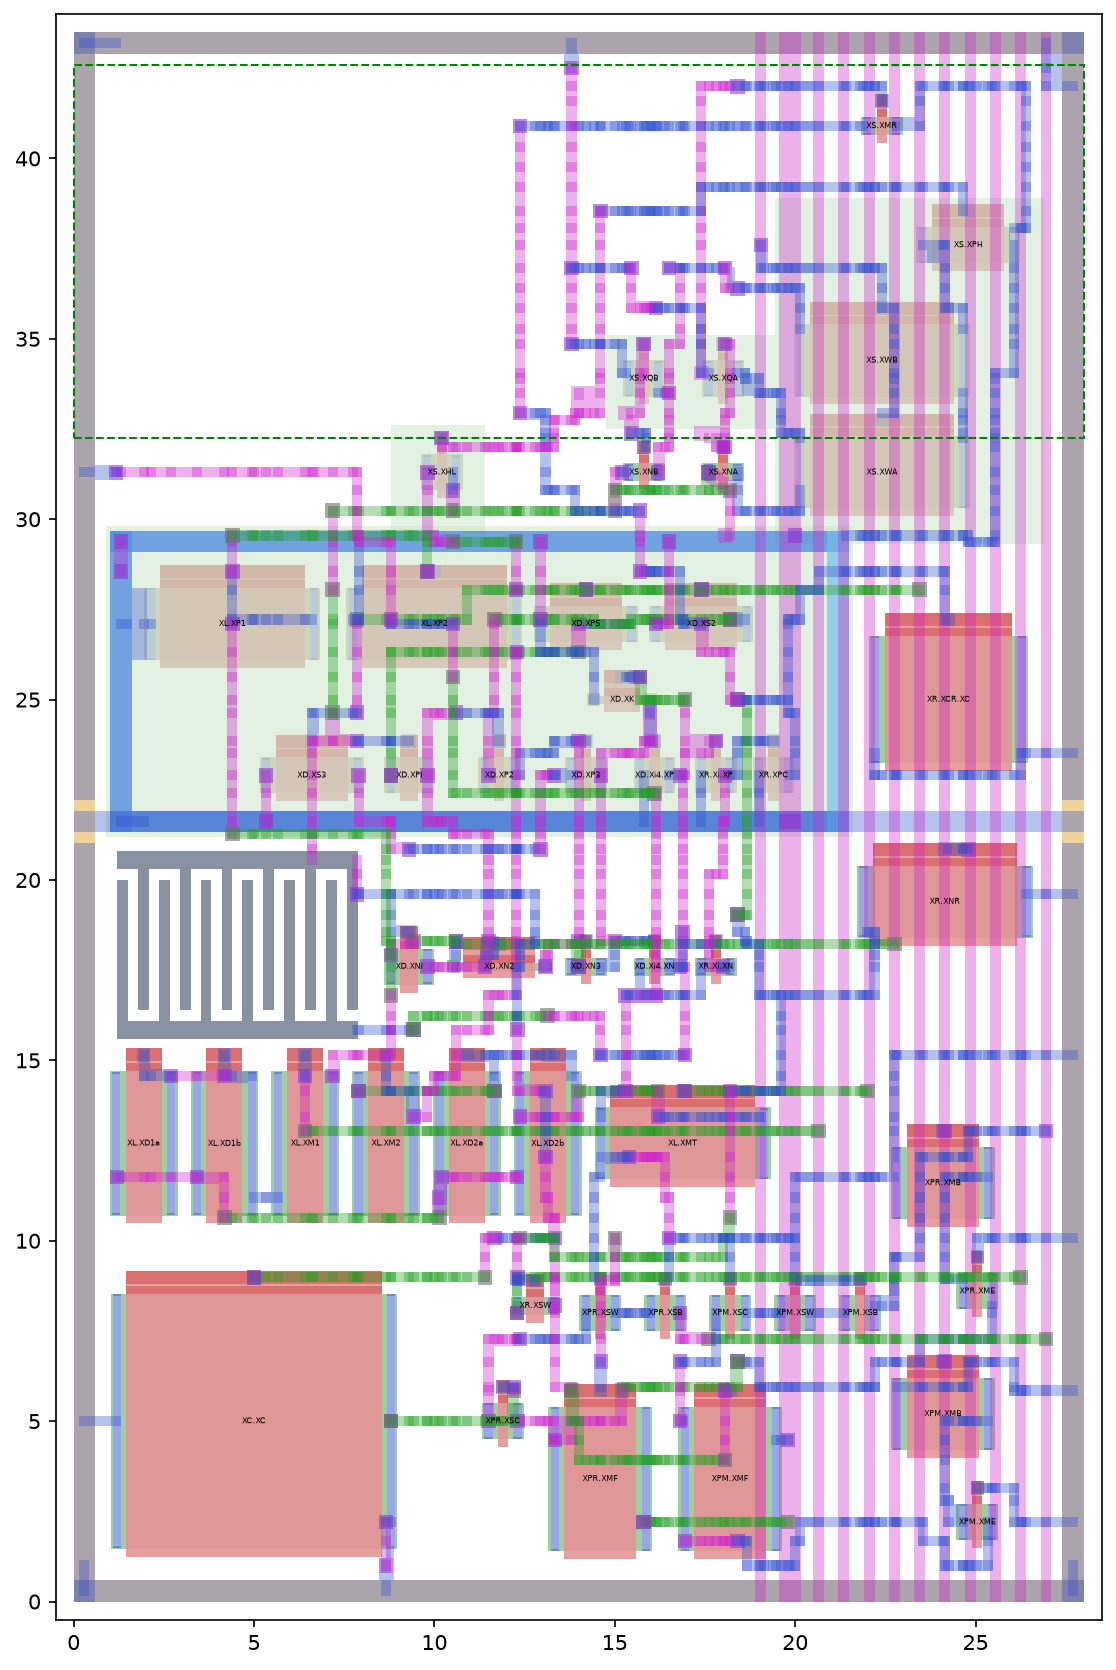 40
XS.XMR
XS.XPH
35
XS.XWB
XS.XQB XS.XQA
XS.XHL XS.XNB XS.XNA XS.XWA
30
XL.XP1 XL.XP2 XD.XPS XD.XS2
25
XD.XK XR.XCR.XC
XD.XS3 XD.XPI XD.XP2 XD.XP3 XD.Xi4.XP XR.Xi.XP XR.XPC
20
XR.XNR
XD.XNI XD.XN2 XD.XN3 XD.Xi4.XN XR.Xi.XN
15
XL.XD1a XL.XD1b XL.XM1 XL.XM2 XL.XD2a XL.XD2b XL.XMT
XPR.XMB
10
XR.XSW XPR.XME
XPR.XSW XPR.XSB XPM.XSC XPM.XSW XPM.XSB
5
XC.XC XPR.XSC XPM.XMB
XPR.XMF XPM.XMF
XPM.XME
0
0 5 10 15 20 25